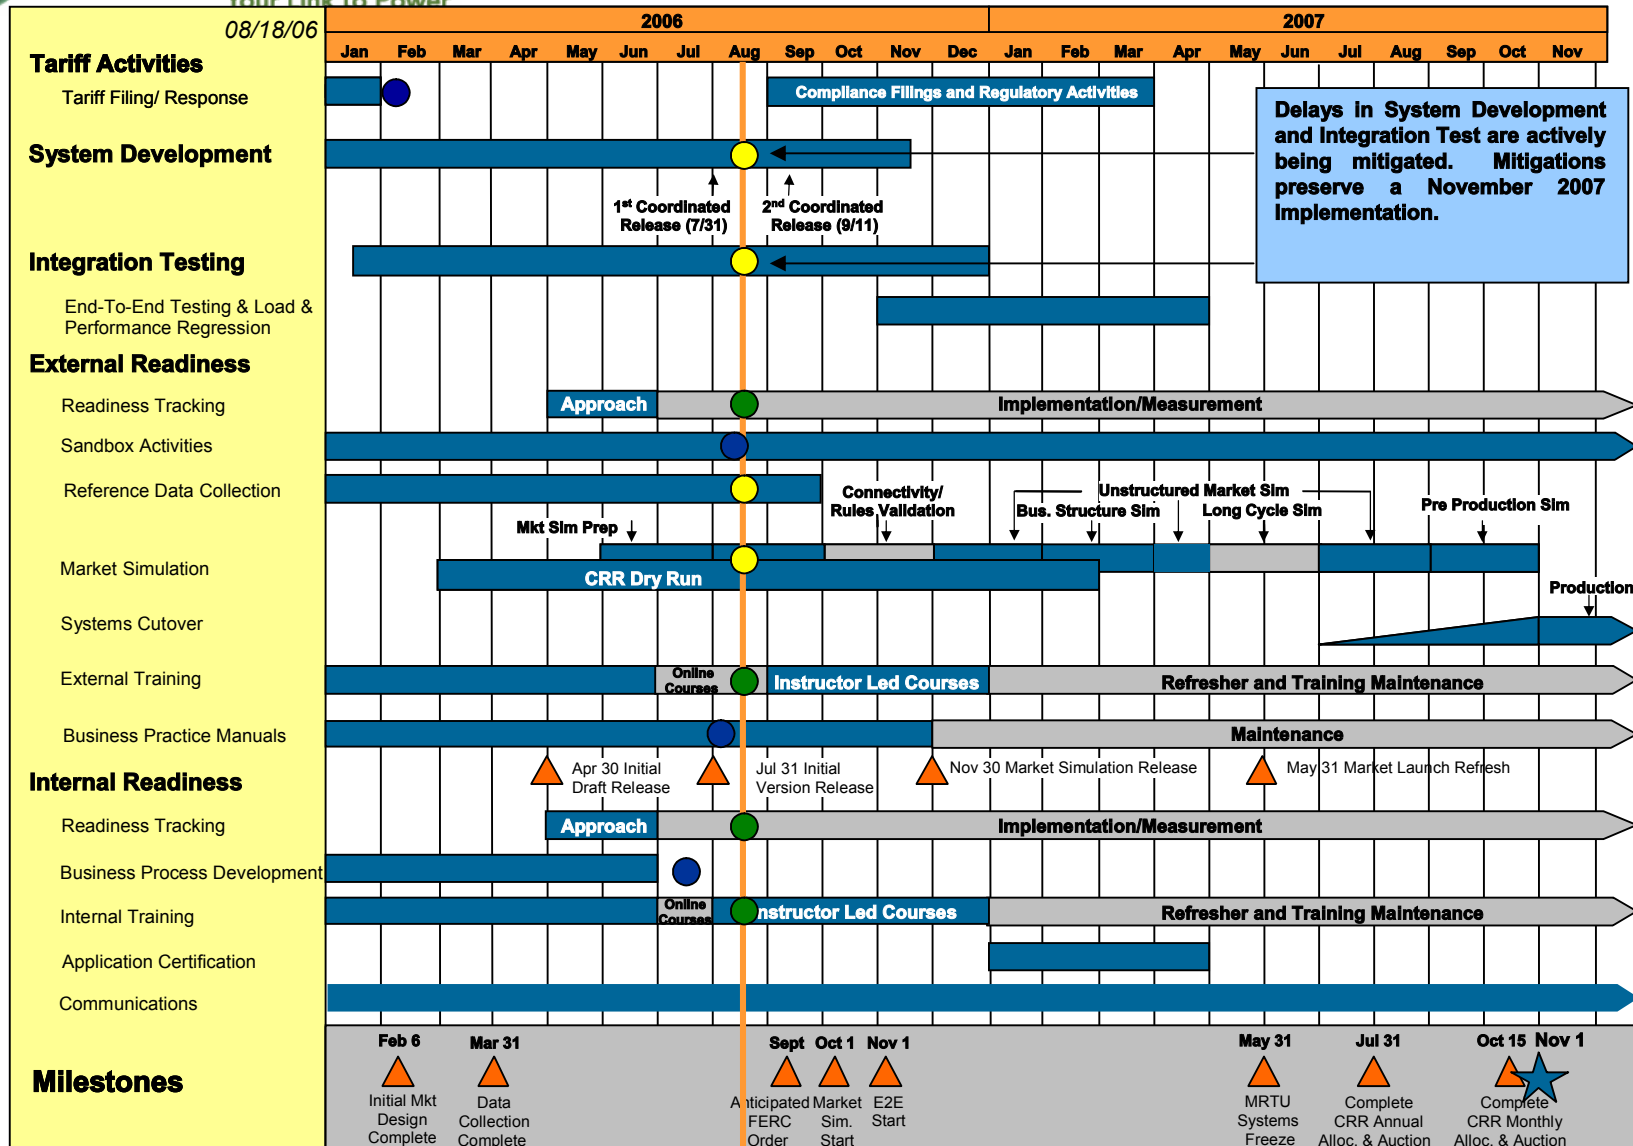 Your Link to Power
08/18/06
2006
2007
Jan Feb Mar Apr May Jun Jul Aug Sep Oct Nov Dec Jan Feb Mar Apr May Jun Jul Aug Sep Oct Nov
Tariff Activities
Tariff Filing/ Response
Compliance Filings and Regulatory Activities
Delays in System Development
and Integration Test are actively
being mitigated. Mitigations
preserve a November 2007
Implementation.
System Development
1st Coordinated
Release (7/31)
2nd Coordinated
Release (9/11)
Integration Testing
End-To-End Testing & Load &
Performance Regression
External Readiness
Readiness Tracking
Approach
Implementation/Measurement
Sandbox Activities
Reference Data Collection
Connectivity/
Rules Validation
Unstructured Market Sim
Bus. Structure Sim
Long Cycle Sim
Pre Production Sim
Mkt Sim Prep
Market Simulation
CRR Dry Run
Production
Systems Cutover
External Training
Online
Courses
Instructor Led Courses
Refresher and Training Maintenance
Business Practice Manuals
Maintenance
Apr 30 Initial
Draft Release
Jul 31 Initial
Version Release
Nov 30 Market Simulation Release
May 31 Market Launch Refresh
Internal Readiness
Readiness Tracking
Approach
Implementation/Measurement
Business Process Development
Internal Training
Online
Courses
nstructor Led Courses
Refresher and Training Maintenance
Application Certification
Communications
Milestones
Feb 6
Initial Mkt
Design
Complete
Mar 31
Data
Collection
Complete
Sept
Anticipated
FERC
Order
Oct 1
Market
Sim.
Start
Nov 1
E2E
Start
May 31
MRTU
Systems
Freeze
Jul 31
Complete
CRR Annual
Alloc. & Auction
Oct 15
Complete
CRR Monthly
Alloc. & Auction
Nov 1